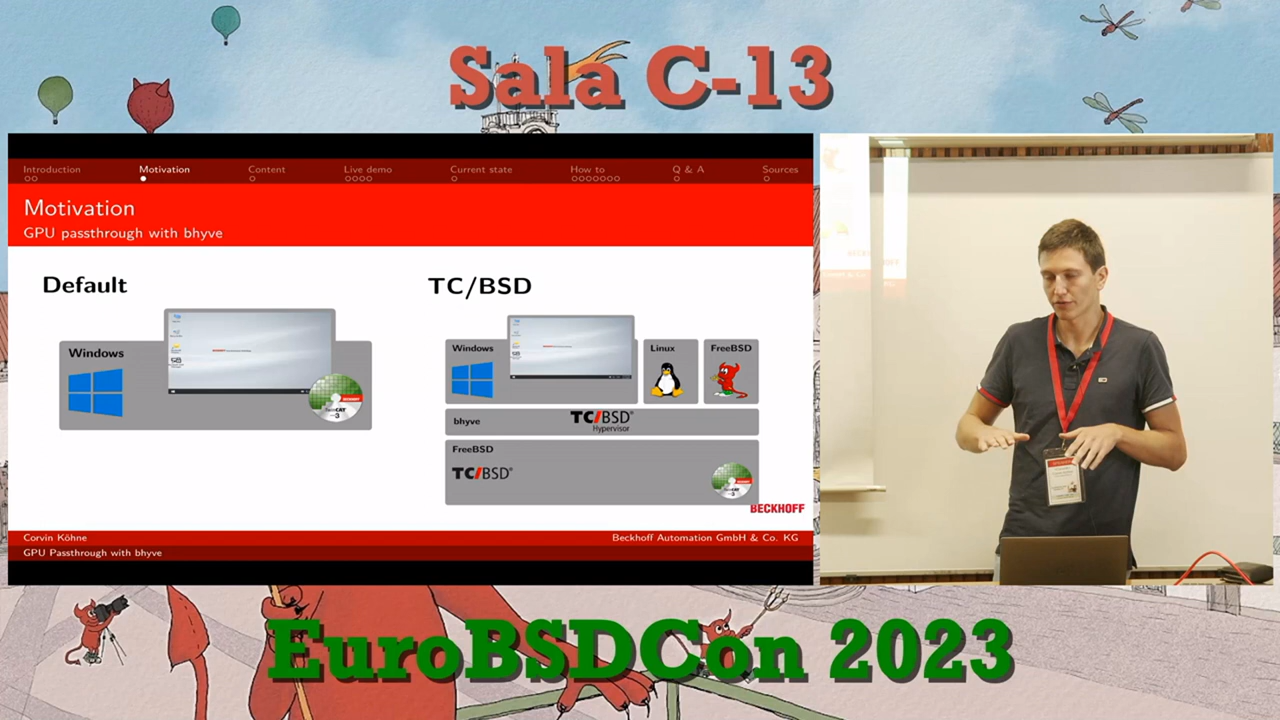 Sala C-13
Introduction Motivation Content Live demo Current state How to Q & A Sources
Motivation
GPU passthrough with bhyve
Default
Windows
TwinCAT 3
TC/BSD
Windows
Linux
FreeBSD
bhyve
TC/BSD®
Hypervisor
FreeBSD
TC/BSD®
BECKHOFF
Corvin Köhne
Beckhoff Automation GmbH & Co. KG
GPU Passthrough with bhyve
EuroBSDCon 2023